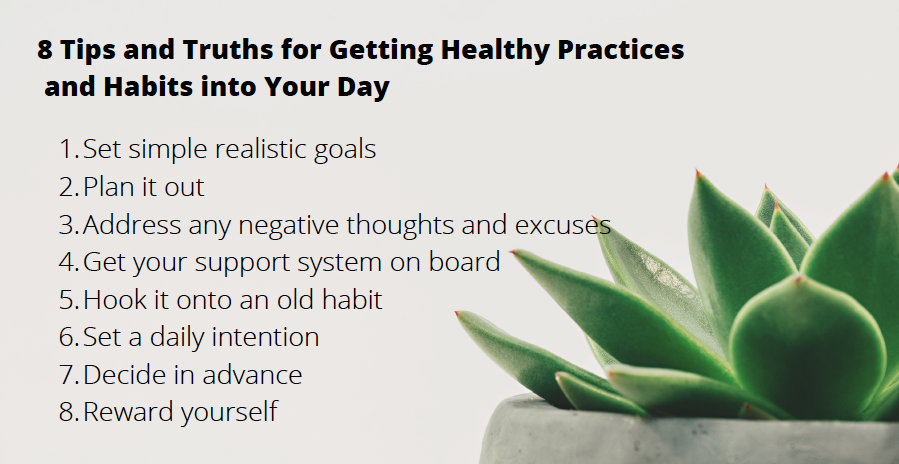 8 Tips and Truths for Getting Healthy Practices
and Habits into Your Day
1. Set simple realistic goals
2. Plan it out
3. Address any negative thoughts and excuses
4. Get your support system on board
5. Hook it onto an old habit
6. Set a daily intention
7. Decide in advance
8. Reward yourself